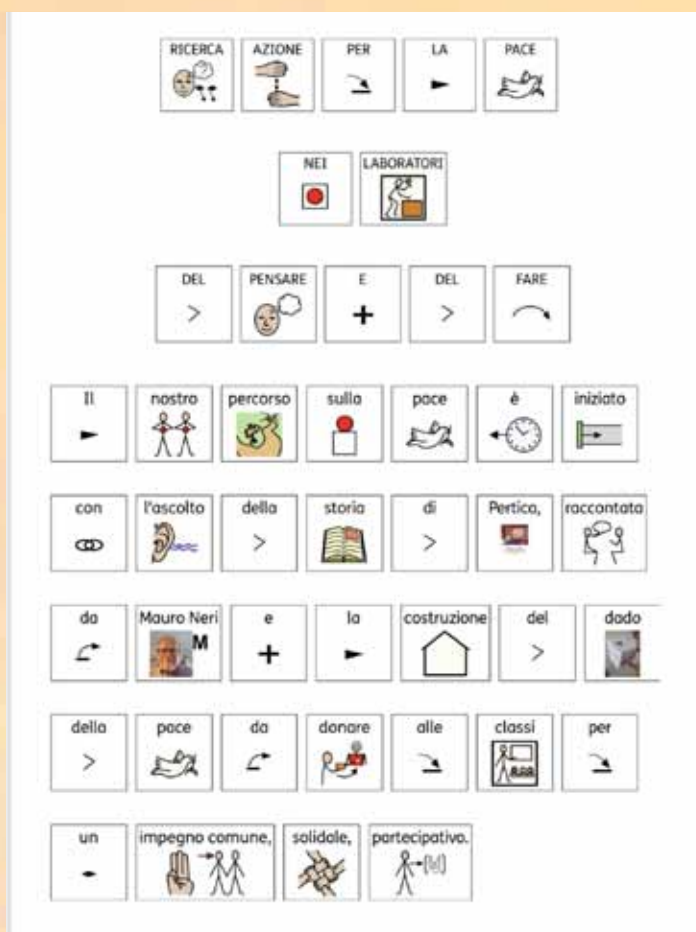 RICERCA AZIONE PER LA PACE
NEI LABORATORI
DEL PENSARE E DEL FARE
Il nostro percorso sulla pace è iniziato
con l'ascolto della storia di Pertica, raccontata
da Mauro Neri e la costruzione del dado
M
della pace da donare alle classi per
un impegno comune, solidale, partecipativo.